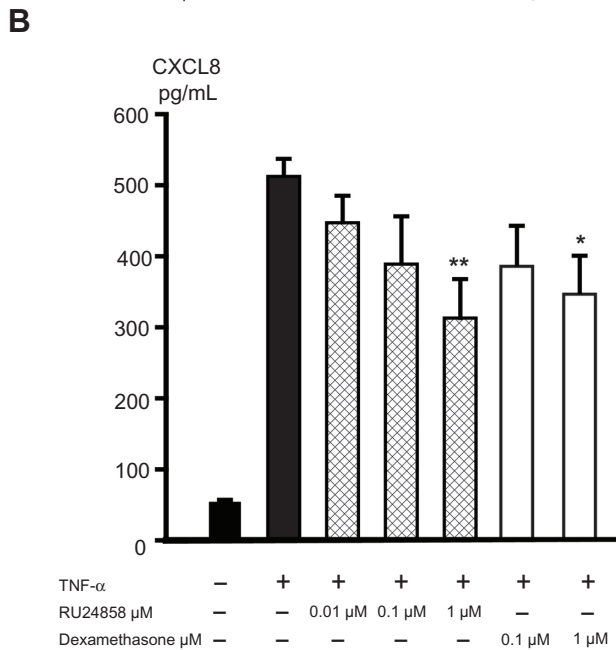 B
CXCL8
pg/mL
600
500
400
300
200
100
0
**
*
TNF-α – + + + + + +
RU24858 μM – – 0.01 μM 0.1 μM 1 μM – –
Dexamethasone μM – – – – – 0.1 μM 1 μM